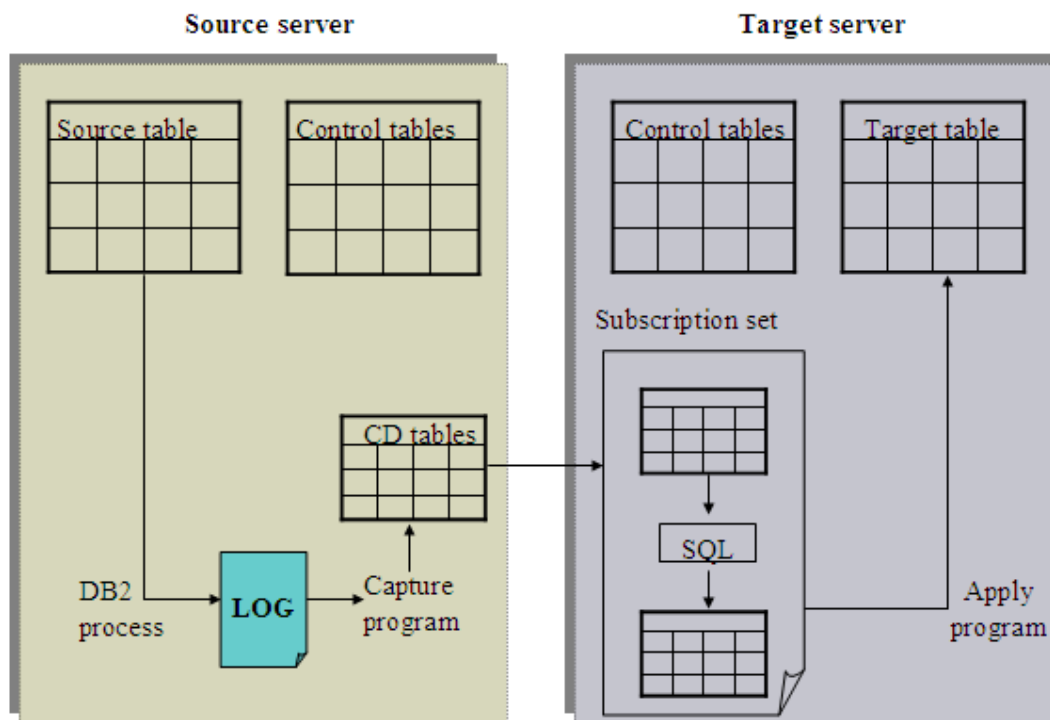 Source server
Target server
Source table
Control tables
Control tables
Target table
Subscription set
CD tables
SQL
DB2
process
LOG
Capture
program
Apply
program